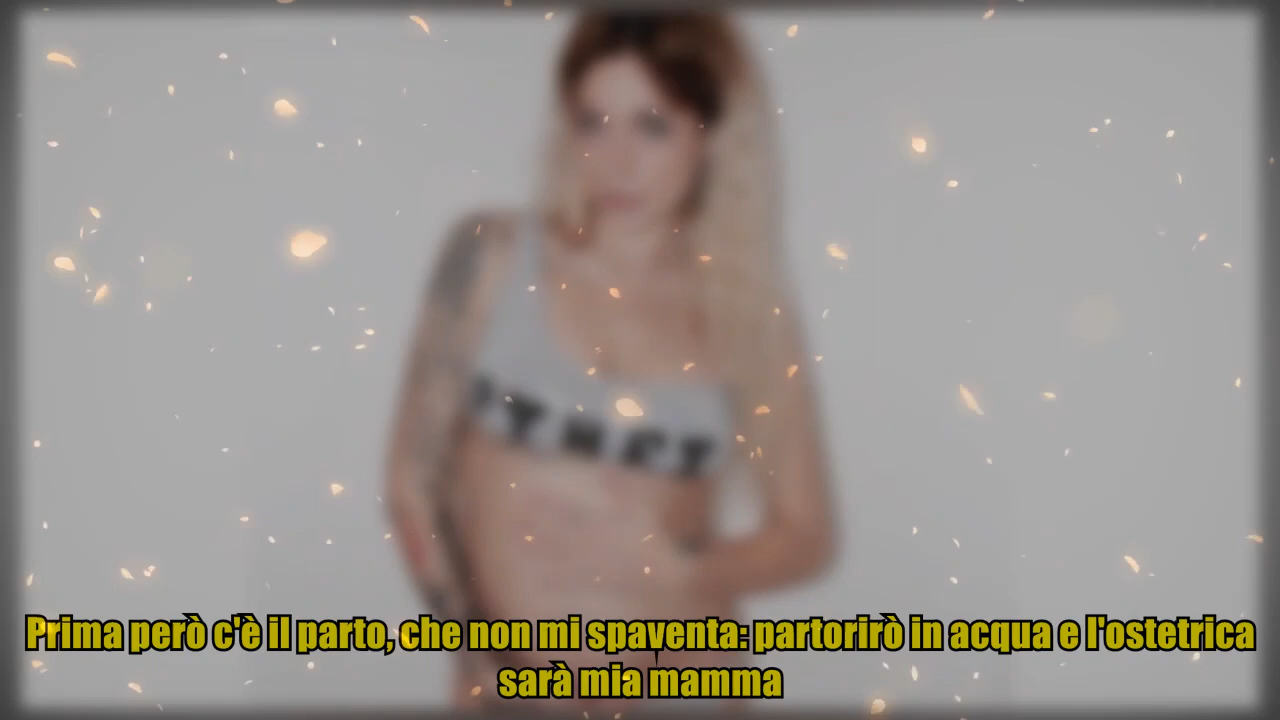 Prima però c'è il parto, che non mi spaventa: partorirò in acqua e l'ostetrica
sarà mia mamma